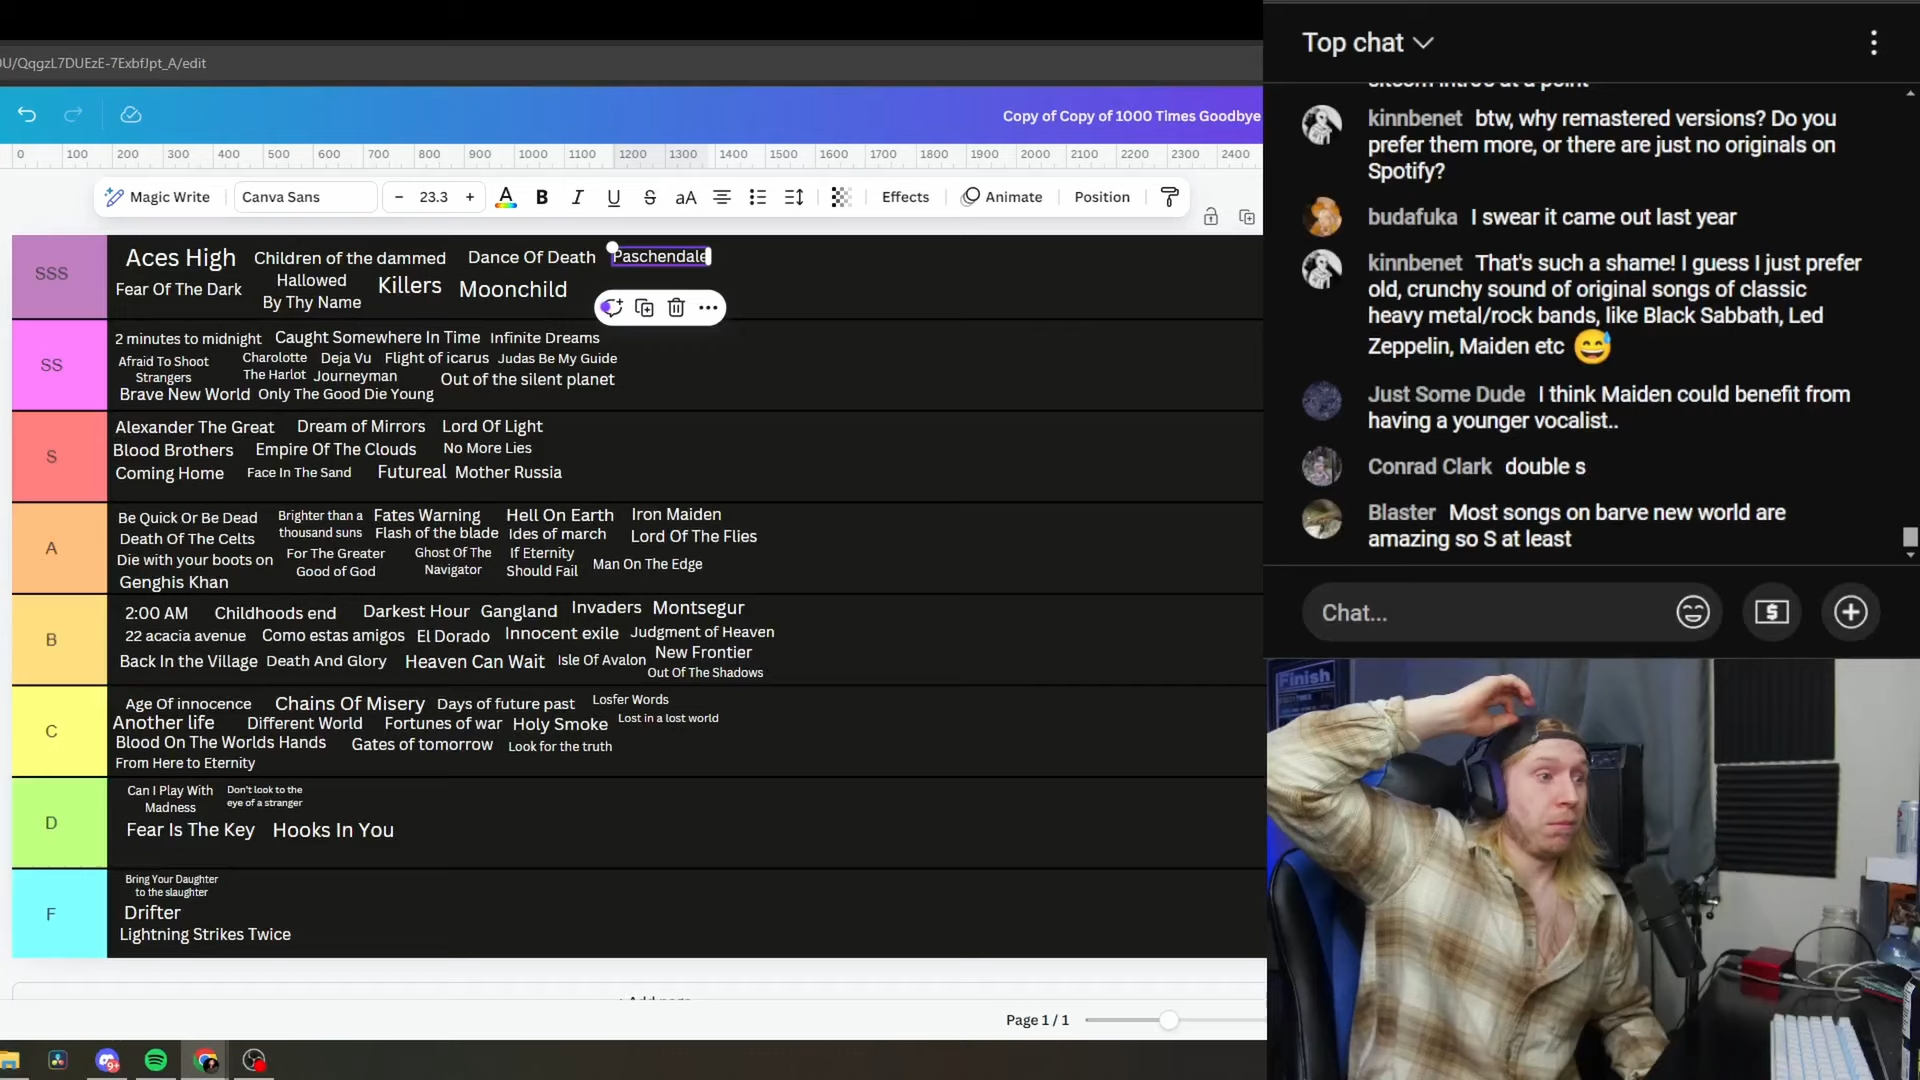 0U/QqgzL7DUEzE-7ExbfJpt_A/edit
Copy of Copy of 1000 Times Goodbye
0 100 200 300 400 500 600 700 800 900 1000 1100 1200 1300 1400 1500 1600 1700 1800 1900 2000 2100 2200 2300 2400
Magic Write Canva Sans − 23.3 + A B I U S aA Effects Animate Position
SSS
Aces High Children of the dammed Dance Of Death Paschendale
Fear Of The Dark Hallowed By Thy Name Killers Moonchild
SS
2 minutes to midnight Caught Somewhere In Time Infinite Dreams
Afraid To Shoot Strangers Charolotte The Harlot Deja Vu Flight of icarus Judas Be My Guide
Journeyman Out of the silent planet
Brave New World Only The Good Die Young
S
Alexander The Great Dream of Mirrors Lord Of Light
Blood Brothers Empire Of The Clouds No More Lies
Coming Home Face In The Sand Futureal Mother Russia
A
Be Quick Or Be Dead Brighter than a thousand suns Fates Warning Hell On Earth Iron Maiden
Death Of The Celts Flash of the blade Ides of march Lord Of The Flies
Die with your boots on For The Greater Good of God Ghost Of The Navigator If Eternity Should Fail Man On The Edge
Genghis Khan
B
2:00 AM Childhoods end Darkest Hour Gangland Invaders Montsegur
22 acacia avenue Como estas amigos El Dorado Innocent exile Judgment of Heaven
Back In the Village Death And Glory Heaven Can Wait Isle Of Avalon New Frontier
Out Of The Shadows
C
Age Of innocence Chains Of Misery Days of future past Losfer Words
Another life Different World Fortunes of war Holy Smoke Lost in a lost world
Blood On The Worlds Hands Gates of tomorrow Look for the truth
From Here to Eternity
D
Can I Play With Madness Don't look to the eye of a stranger
Fear Is The Key Hooks In You
F
Bring Your Daughter to the slaughter
Drifter
Lightning Strikes Twice
Page 1 / 1
9+
Top chat
kinnbenet btw, why remastered versions? Do you
prefer them more, or there are just no originals on
Spotify?
budafuka I swear it came out last year
kinnbenet That's such a shame! I guess I just prefer
old, crunchy sound of original songs of classic
heavy metal/rock bands, like Black Sabbath, Led
Zeppelin, Maiden etc 😅
Just Some Dude I think Maiden could benefit from
having a younger vocalist..
Conrad Clark double s
Blaster Most songs on barve new world are
amazing so S at least
Chat...
Finish